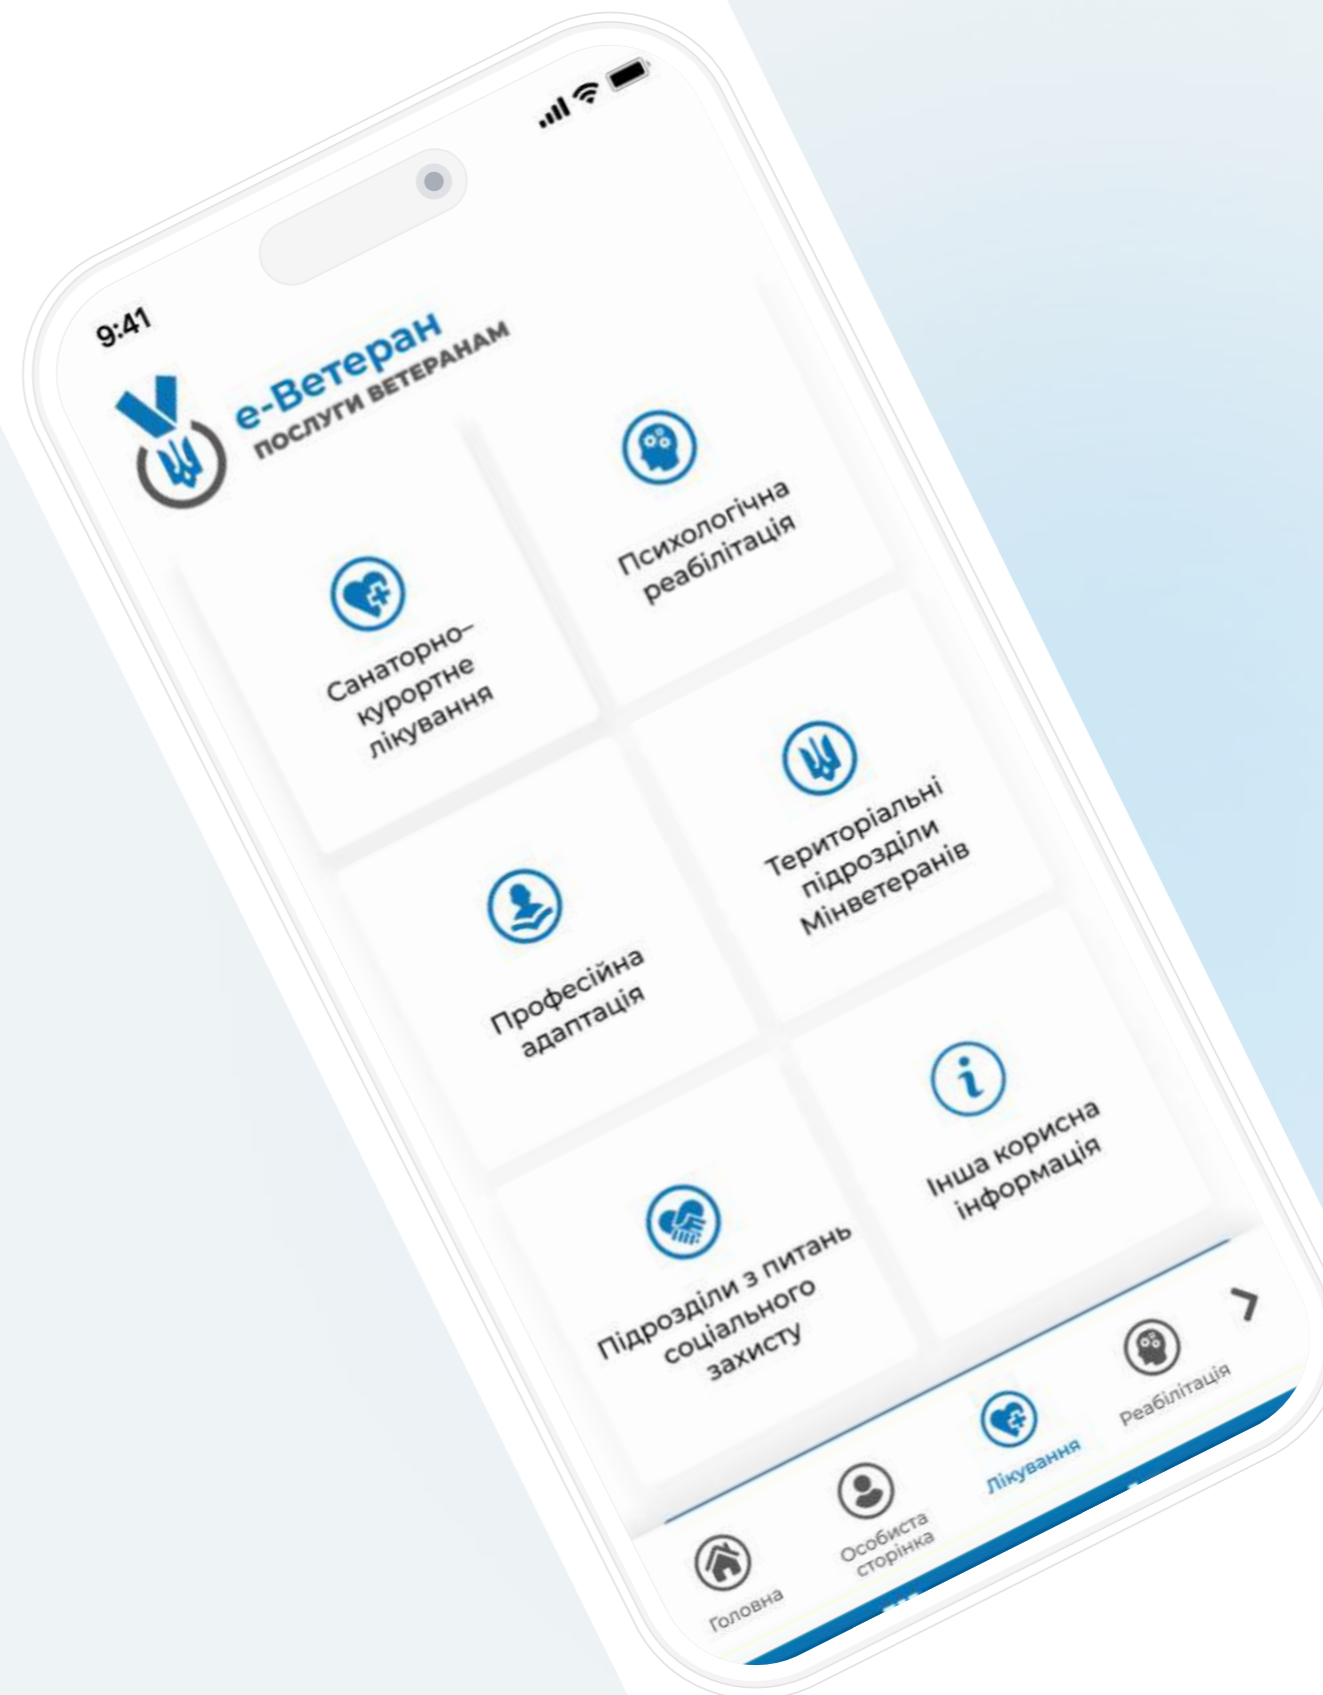 9:41
е-Ветеран
ПОСЛУГИ ВЕТЕРАНАМ
Санаторно–
курортне
лікування
Психологічна
реабілітація
Професійна
адаптація
Територіальні
підрозділи
Мінветеранів
Підрозділи з питань
соціального
захисту
Інша корисна
інформація
Головна
Особиста
сторінка
Лікування
Реабілітація